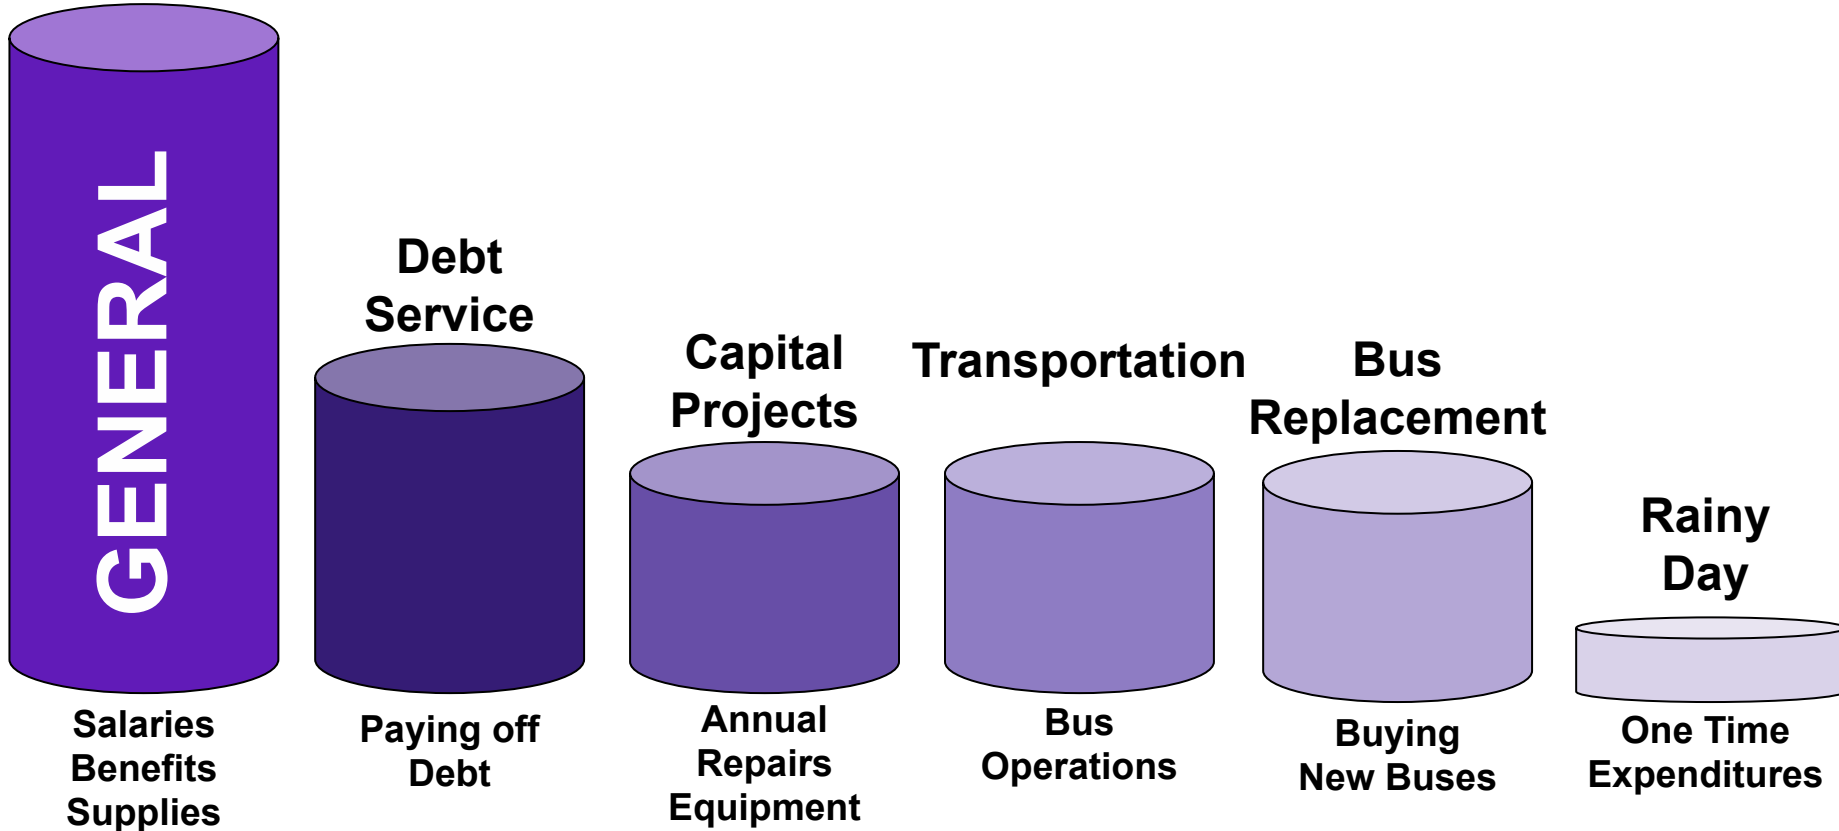 GENERAL
Salaries
Benefits
Supplies
Debt
Service
Paying off
Debt
Capital
Projects
Annual
Repairs
Equipment
Transportation
Bus
Operations
Bus
Replacement
Buying
New Buses
Rainy
Day
One Time
Expenditures